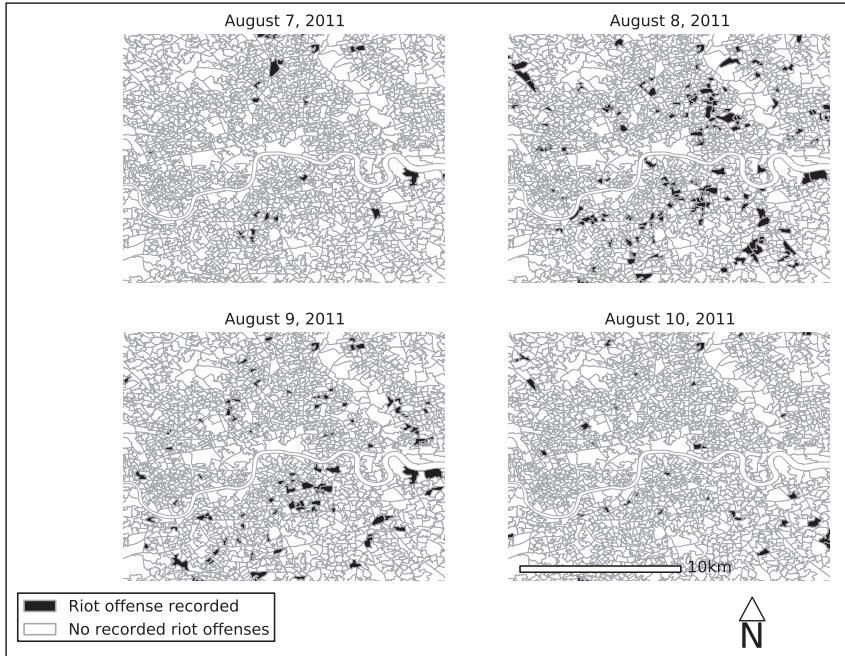 August 7, 2011
August 8, 2011
August 9, 2011
August 10, 2011
10km
Riot offense recorded
No recorded riot offenses
N